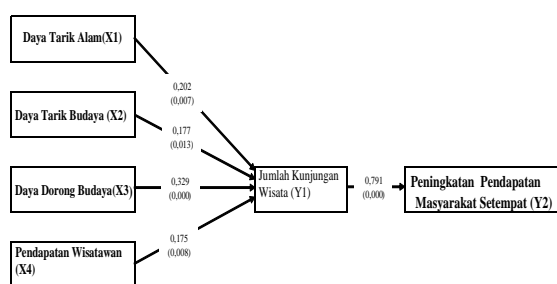 Daya Tarik Alam(X1)
0,202
(0,007)
Daya Tarik Budaya (X2)
0,177
(0,013)
Daya Dorong Budaya(X3)
0,329
(0,000)
Jumlah Kunjungan
Wisata (Y1)
0,791
(0,000)
Peningkatan Pendapatan
Masyarakat Setempat (Y2)
Pendapatan Wisatawan
(X4)
0,175
(0,008)